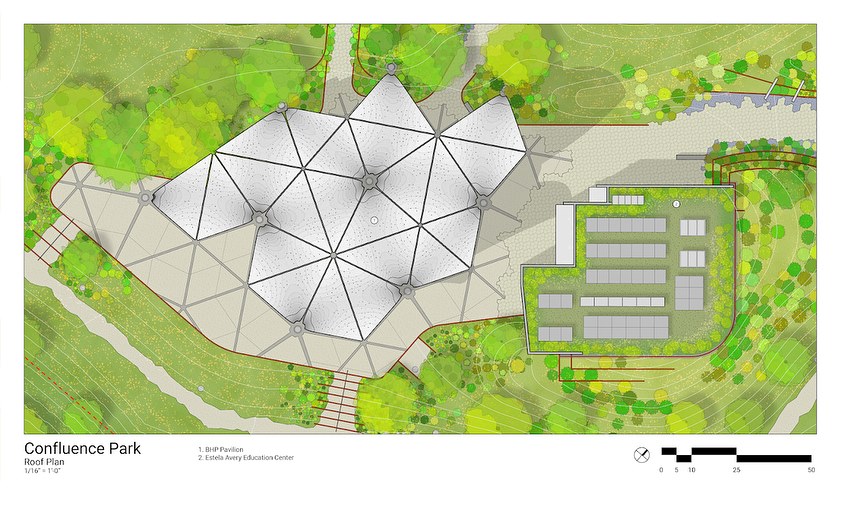 Confluence Park
Roof Plan
1/16" = 1'0"
1. BHP Pavilion
2. Estela Avery Education Center
0 5 10 25 50